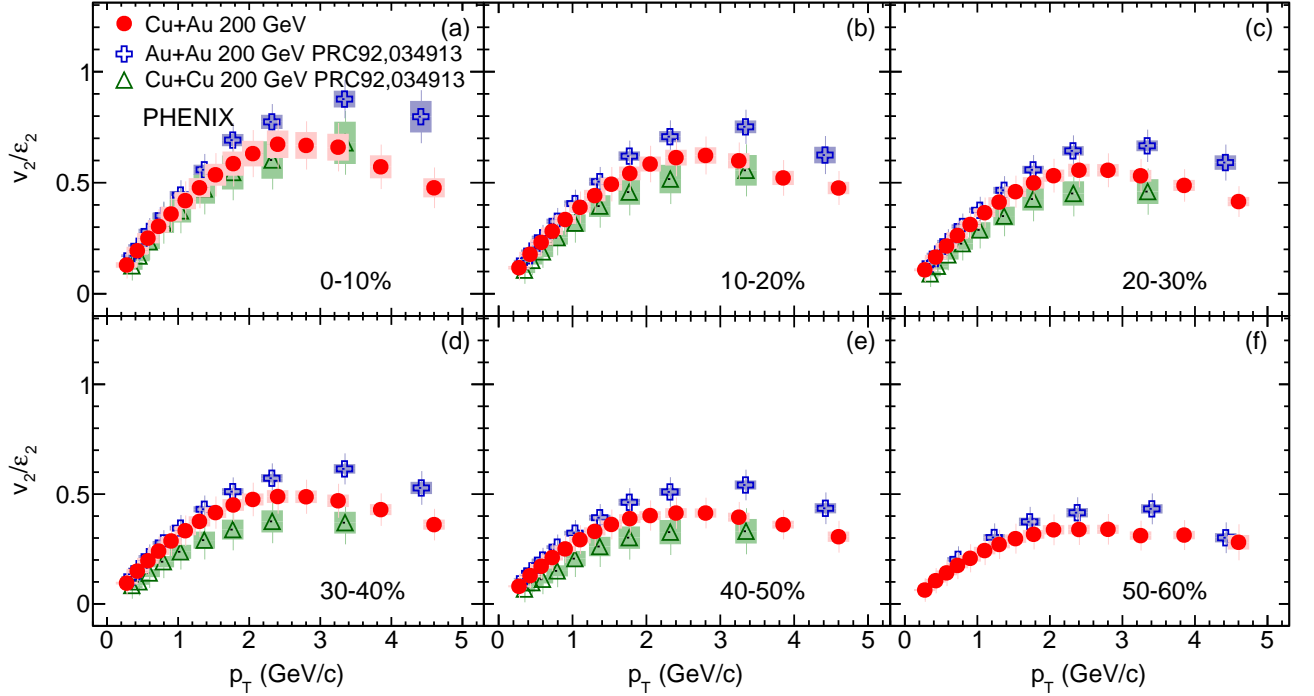 Cu+Au 200 GeV
Au+Au 200 GeV PRC92,034913
Cu+Cu 200 GeV PRC92,034913
PHENIX
(a)
(b)
(c)
v₂/ε₂
1
0.5
0
0-10%
10-20%
20-30%
(d)
(e)
(f)
v₂/ε₂
1
0.5
0
30-40%
40-50%
50-60%
0 1 2 3 4 5
0 1 2 3 4 5
0 1 2 3 4 5
p_T (GeV/c)
p_T (GeV/c)
p_T (GeV/c)